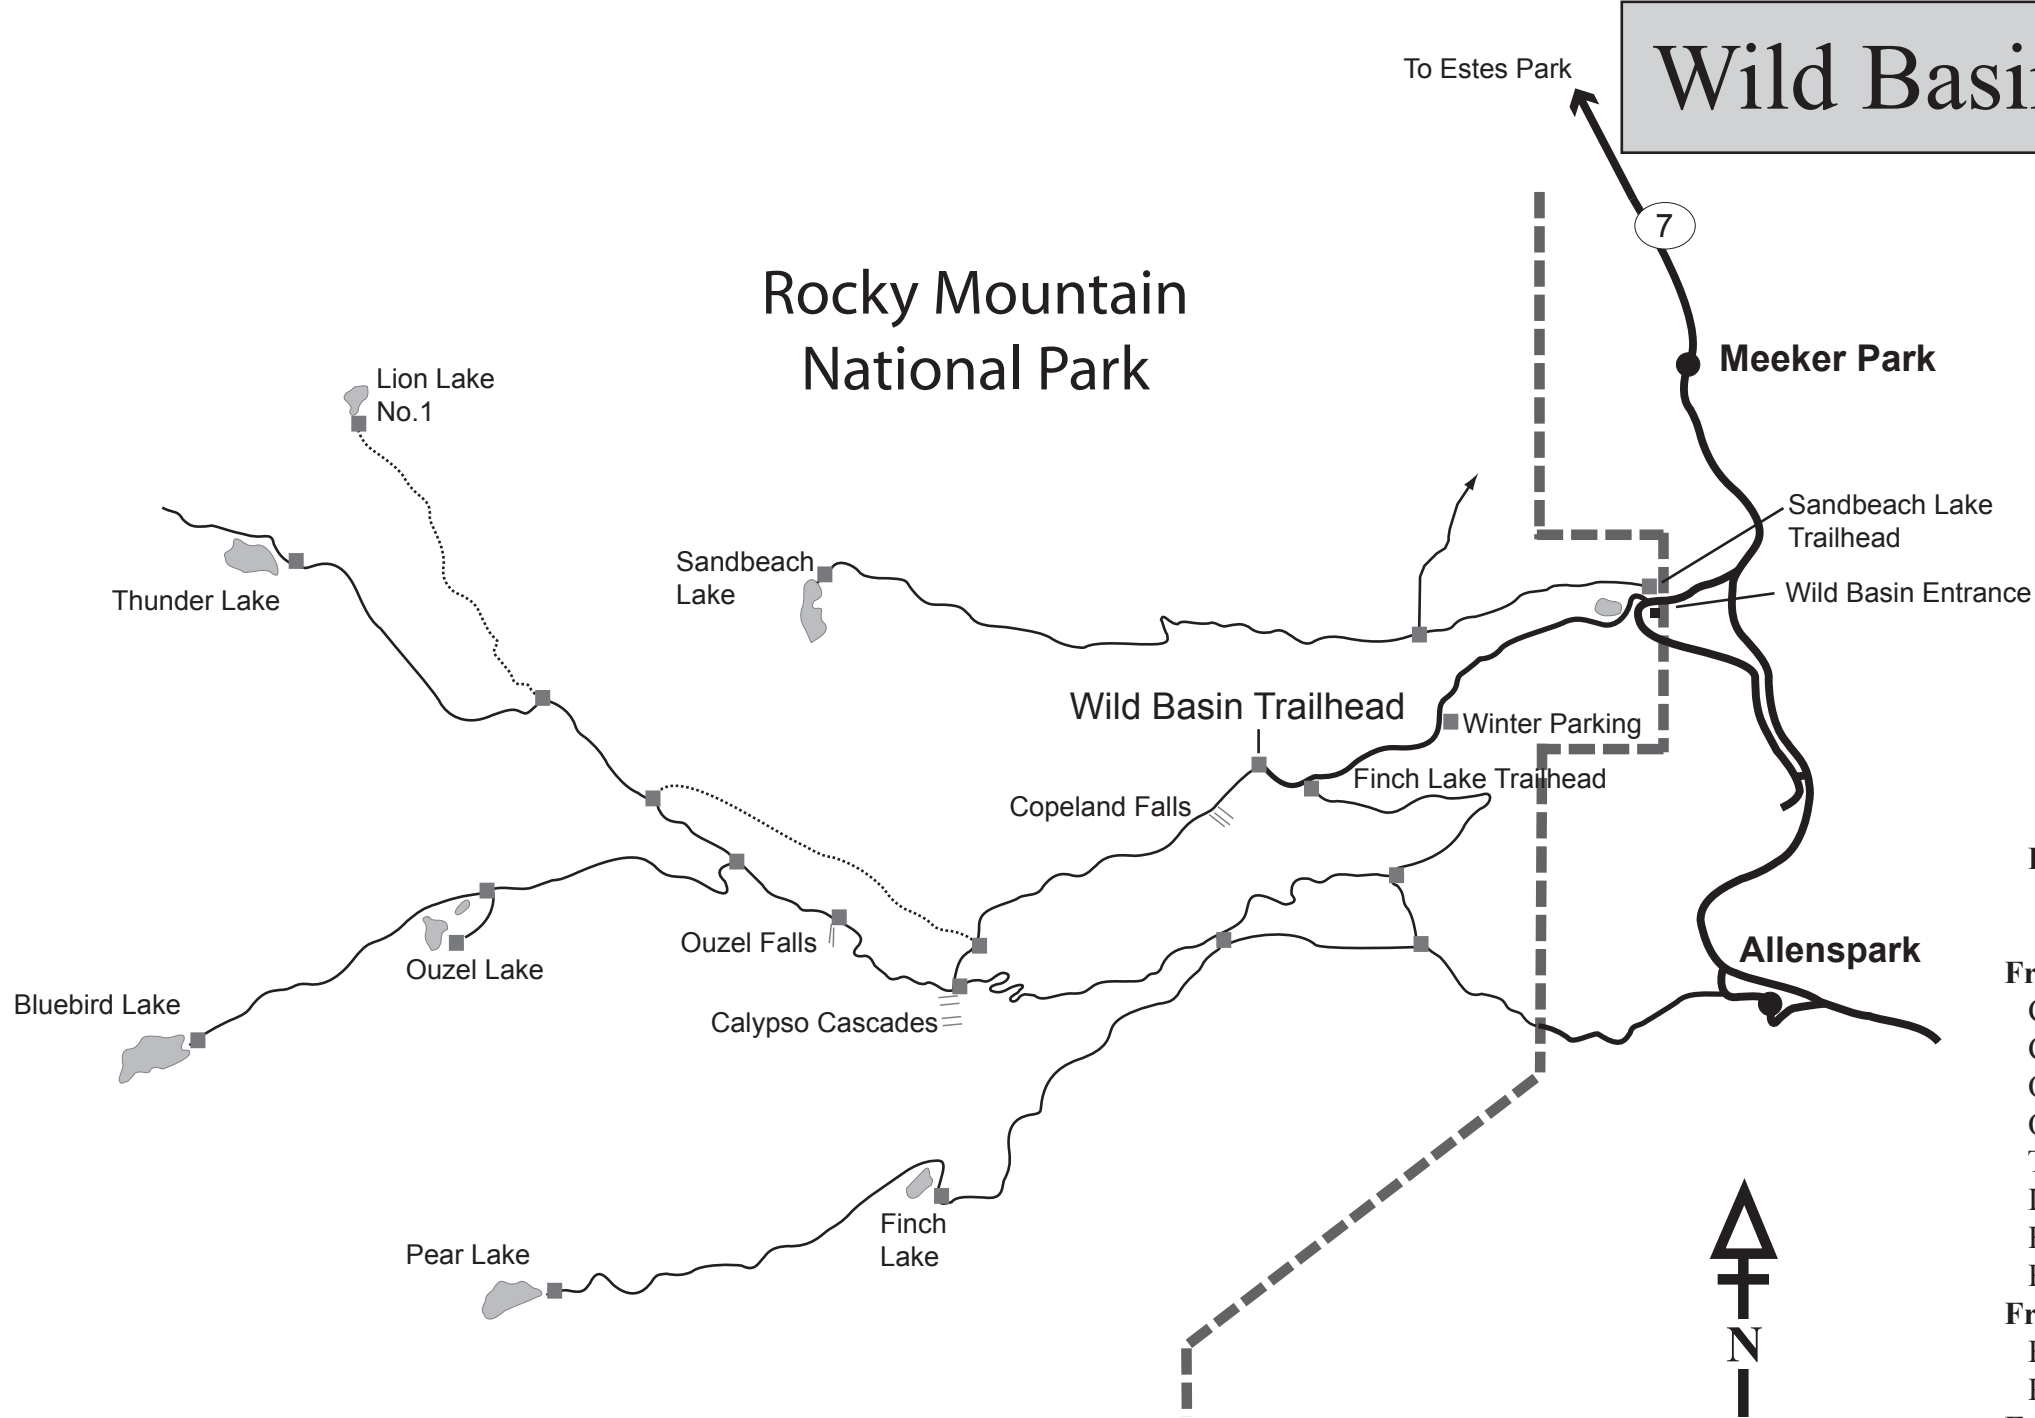 To Estes Park
Wild Basin
7
Rocky Mountain
National Park
Meeker Park
Lion Lake
No.1
Sandbeach Lake
Trailhead
Sandbeach
Lake
Thunder Lake
Wild Basin Entrance
Wild Basin Trailhead
Winter Parking
Finch Lake Trailhead
Copeland Falls
Allenspark
Ouzel Falls
Ouzel Lake
Bluebird Lake
Calypso Cascades
Finch
Lake
Pear Lake
N
Fr
Fr